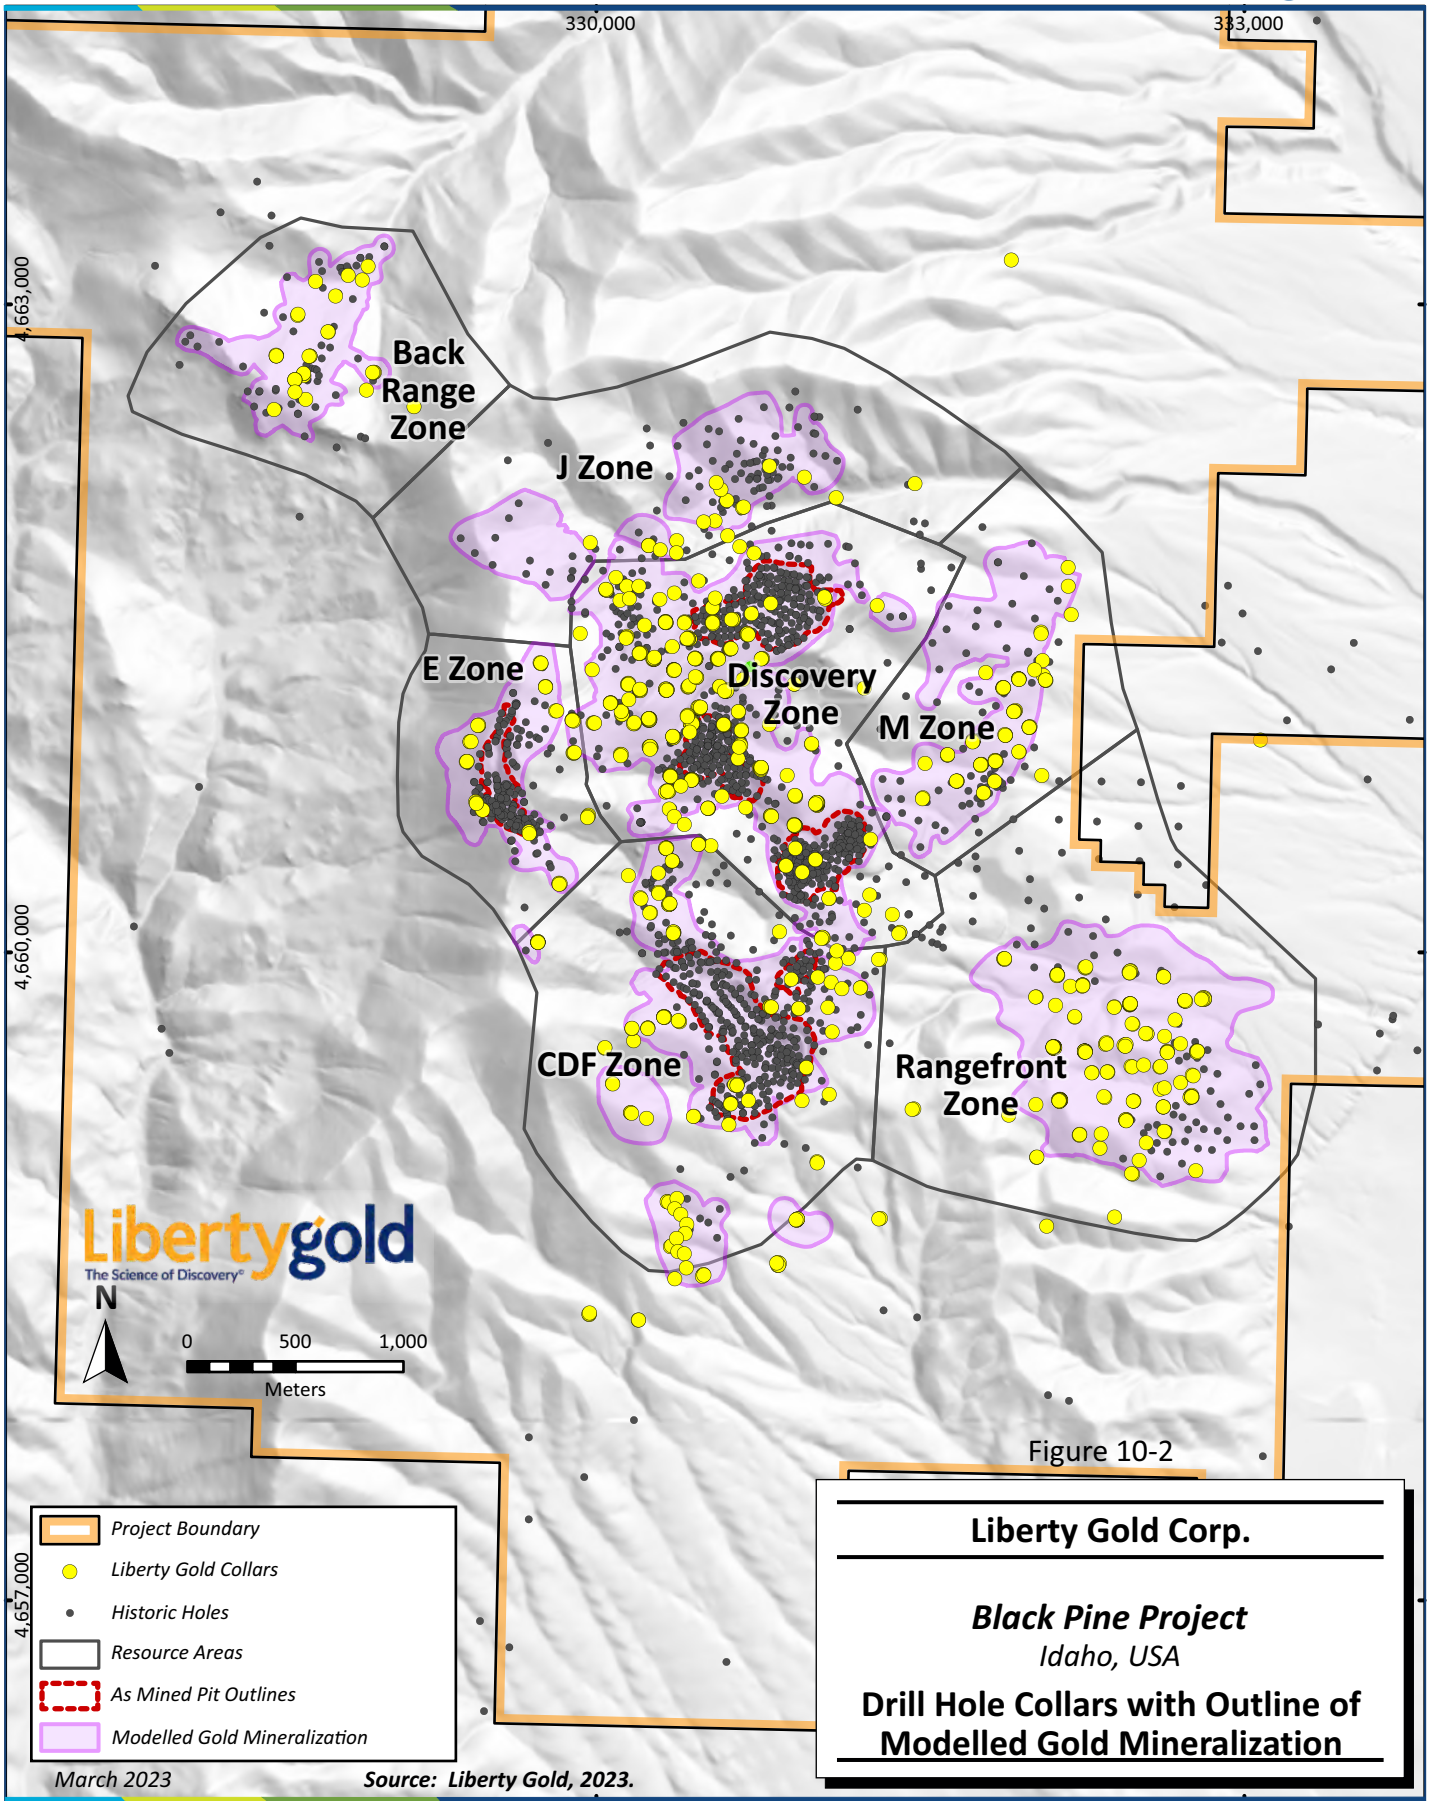 330,000
333,000
4,663,000
Back
Range
Zone
J Zone
E Zone
Discovery
Zone
M Zone
4,660,000
CDF Zone
Rangefront
Zone
Libertygold
The Science of Discovery©
N
0 500 1,000
Meters
Figure 10-2
4,657,000
Project Boundary
Liberty Gold Collars
Historic Holes
Resource Areas
As Mined Pit Outlines
Modelled Gold Mineralization
Liberty Gold Corp.
Black Pine Project
Idaho, USA
Drill Hole Collars with Outline of
Modelled Gold Mineralization
March 2023
Source: Liberty Gold, 2023.